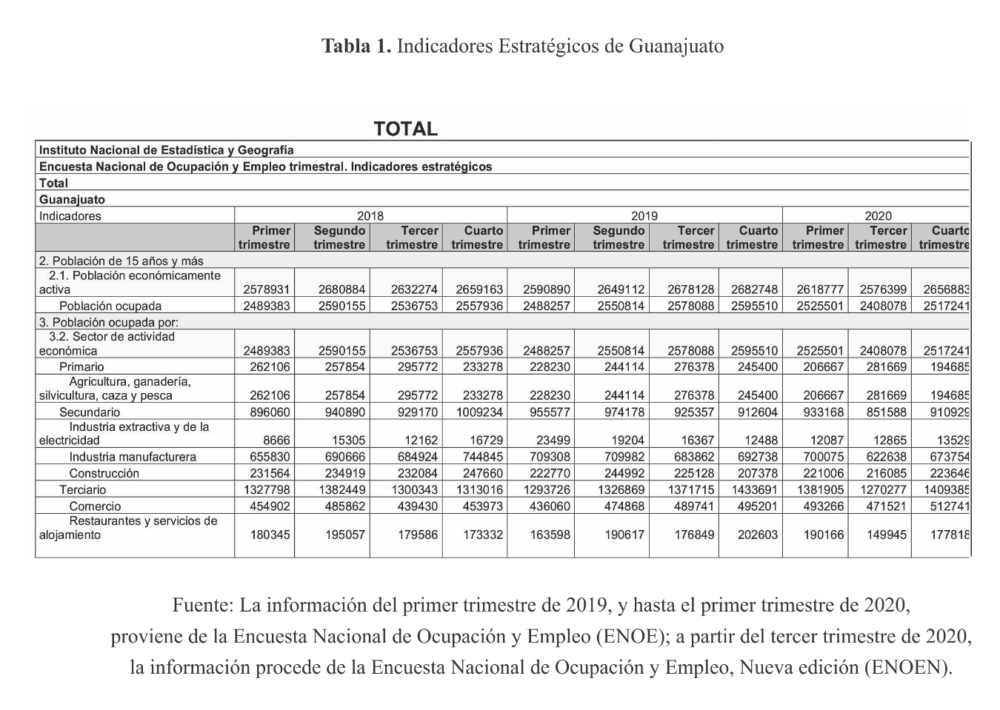 Tabla 1. Indicadores Estratégicos de Guanajuato
TOTAL
Instituto Nacional de Estadística y Geografía
Encuesta Nacional de Ocupación y Empleo trimestral. Indicadores estratégicos
Total
Guanajuato
Indicadores 2018 2019 2020
Primer Segundo Tercer Cuarto Primer Segundo Tercer Cuarto Primer Tercer Cuarto
trimestre trimestre trimestre trimestre trimestre trimestre trimestre trimestre trimestre trimestre trimestre
2. Población de 15 años y más
2.1. Población económicamente
activa 2578931 2680884 2632274 2659163 2590890 2649112 2678128 2682748 2618777 2576399 2656883
Población ocupada 2489383 2590155 2536753 2557936 2488257 2550814 2578088 2595510 2525501 2408078 2517241
3. Población ocupada por:
3.2. Sector de actividad
económica 2489383 2590155 2536753 2557936 2488257 2550814 2578088 2595510 2525501 2408078 2517241
Primario 262106 257854 295772 233278 228230 244114 276378 245400 206667 281669 194685
Agricultura, ganadería,
silvicultura, caza y pesca 262106 257854 295772 233278 228230 244114 276378 245400 206667 281669 194685
Secundario 896060 940890 929170 1009234 955577 974178 925357 912604 933168 851588 910929
Industria extractiva y de la
electricidad 8666 15305 12162 16729 23499 19204 16367 12488 12087 12865 13529
Industria manufacturera 655830 690666 684924 744845 709308 709982 683862 692738 700075 622638 673754
Construcción 231564 234919 232084 247660 222770 244992 225128 207378 221006 216085 223646
Terciario 1327798 1382449 1300343 1313016 1293726 1326869 1371715 1433691 1381905 1270277 1409385
Comercio 454902 485862 439430 453973 436060 474868 489741 495201 493266 471521 512741
Restaurantes y servicios de
alojamiento 180345 195057 179586 173332 163598 190617 176849 202603 190166 149945 177818
Fuente: La información del primer trimestre de 2019, y hasta el primer trimestre de 2020,
proviene de la Encuesta Nacional de Ocupación y Empleo (ENOE); a partir del tercer trimestre de 2020,
la información procede de la Encuesta Nacional de Ocupación y Empleo, Nueva edición (ENOEN).